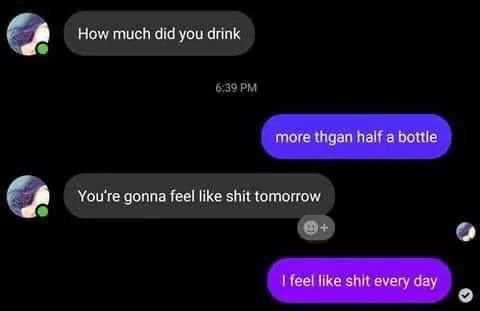 How much did you drink
6:39 PM
more thgan half a bottle
You're gonna feel like shit tomorrow
I feel like shit every day